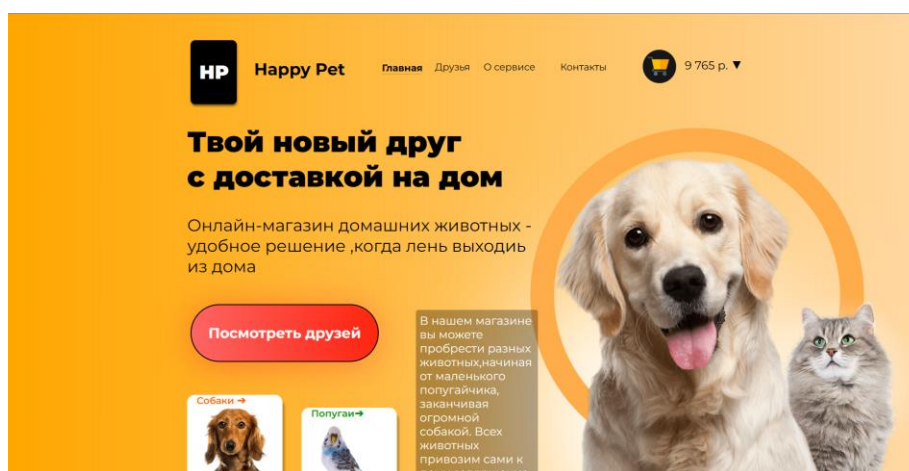 HP
Happy Pet
Главная Друзья О сервисе Контакты
9 765 р. ▼
Твой новый друг
с доставкой на дом
Онлайн-магазин домашних животных -
удобное решение ,когда лень выходиь
из дома
Посмотреть друзей
В нашем магазине
вы можете
пробрести разных
животных,начиная
от маленького
попугайчика,
заканчивая
огромной
собакой. Всех
животных
привозим сами к
Собаки →
Попугаи→